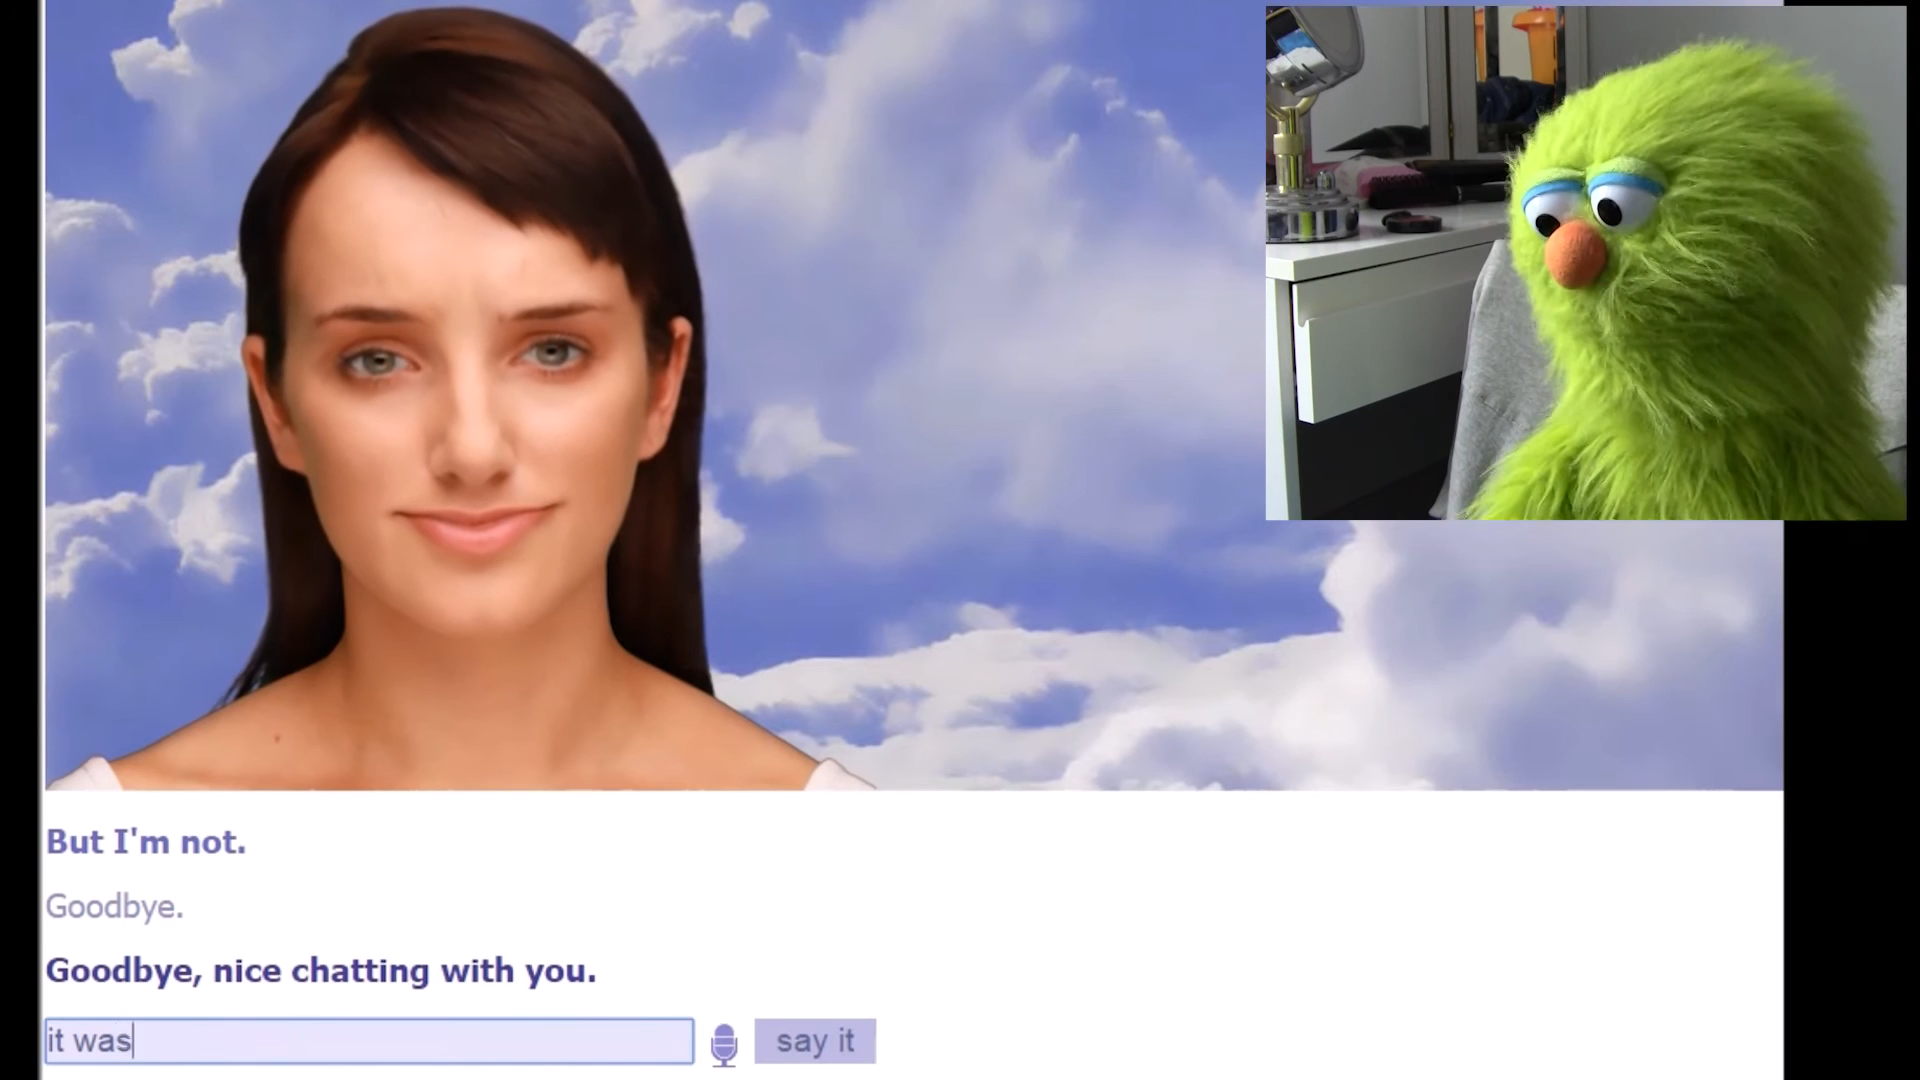 But I'm not.
Goodbye.
Goodbye, nice chatting with you.
it was
say it